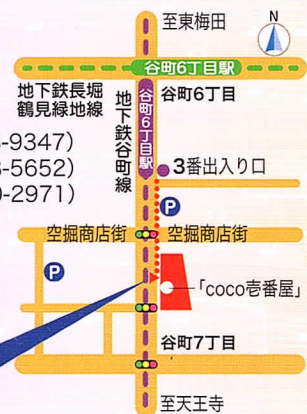 至東梅田
N
谷町6丁目駅
地下鉄長堀
鶴見緑地線
地下鉄谷町線
谷町6丁目駅
谷町6丁目
-9347)
-5652)
-2971)
3番出入り口
P
空掘商店街
空掘商店街
P
「coco壱番屋」
谷町7丁目
至天王寺